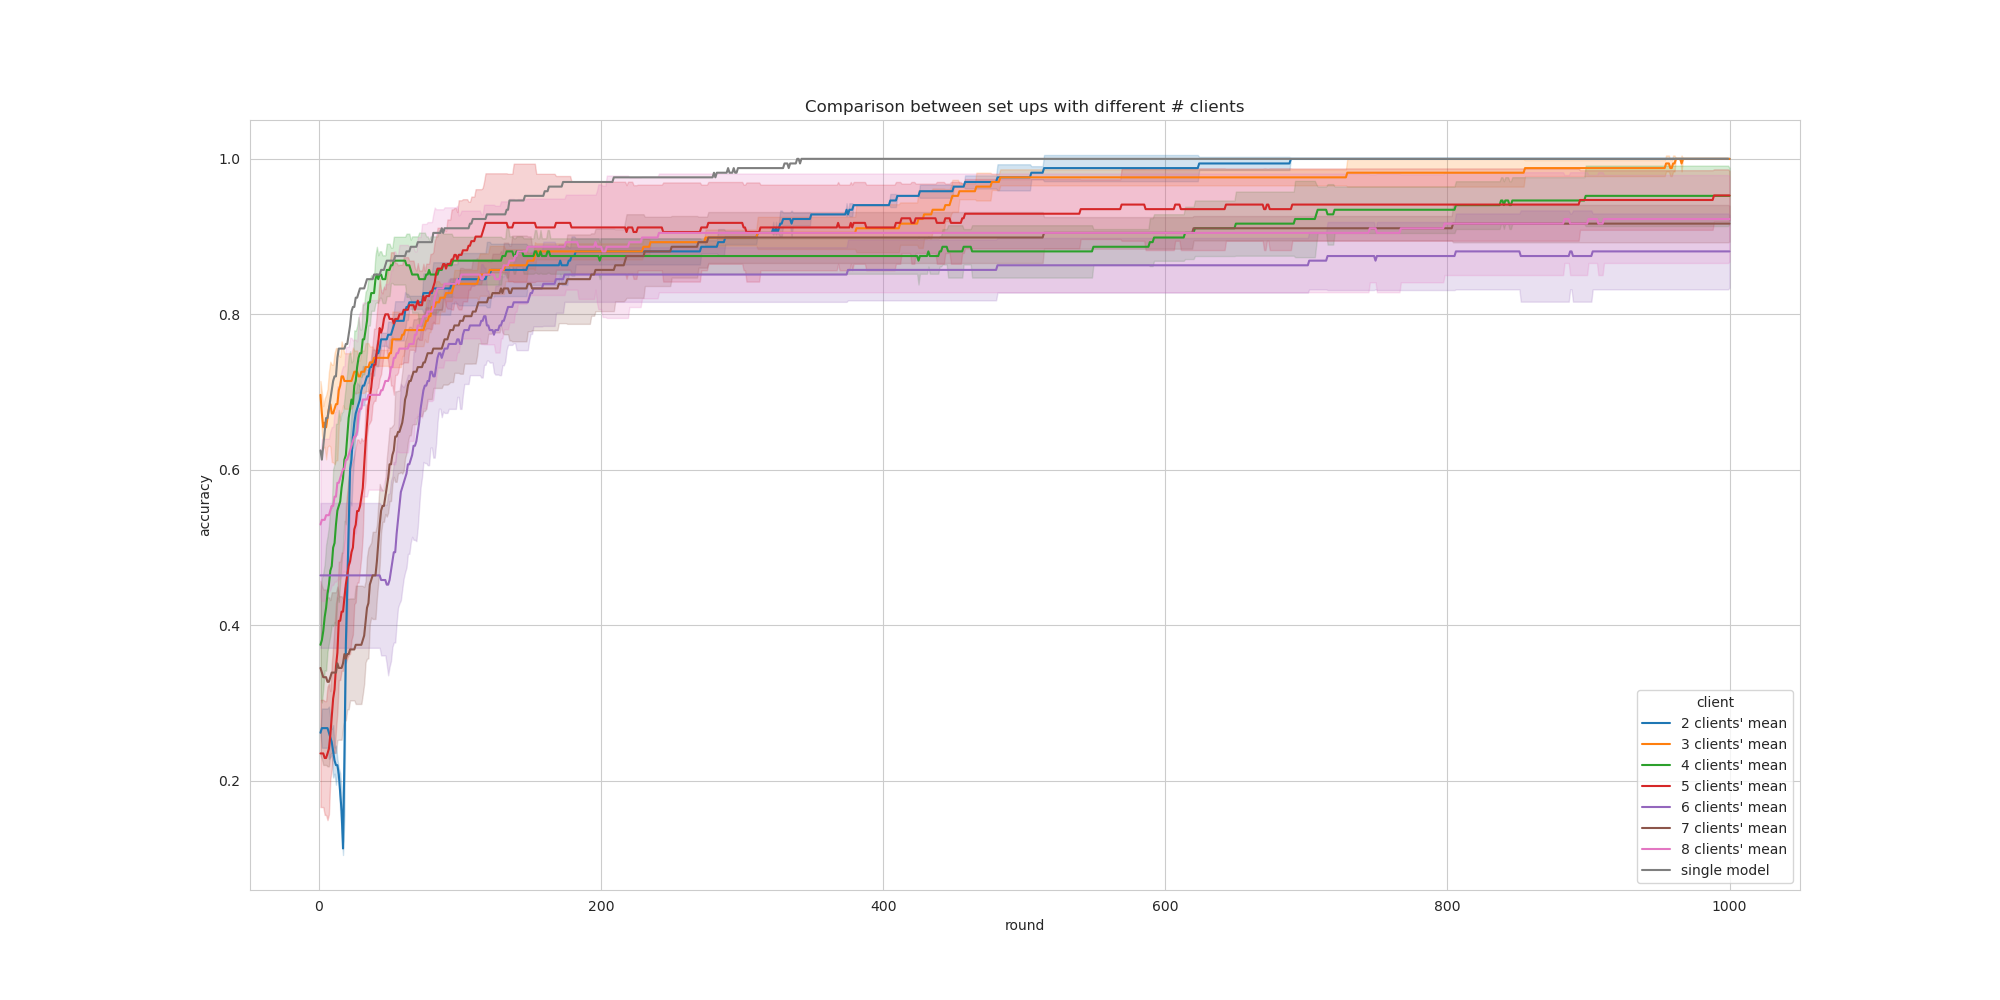 Comparison between set ups with different # clients
accuracy
1.0
0.8
0.6
0.4
0.2
0 200 400 600 800 1000
round
client
2 clients' mean
3 clients' mean
4 clients' mean
5 clients' mean
6 clients' mean
7 clients' mean
8 clients' mean
single model